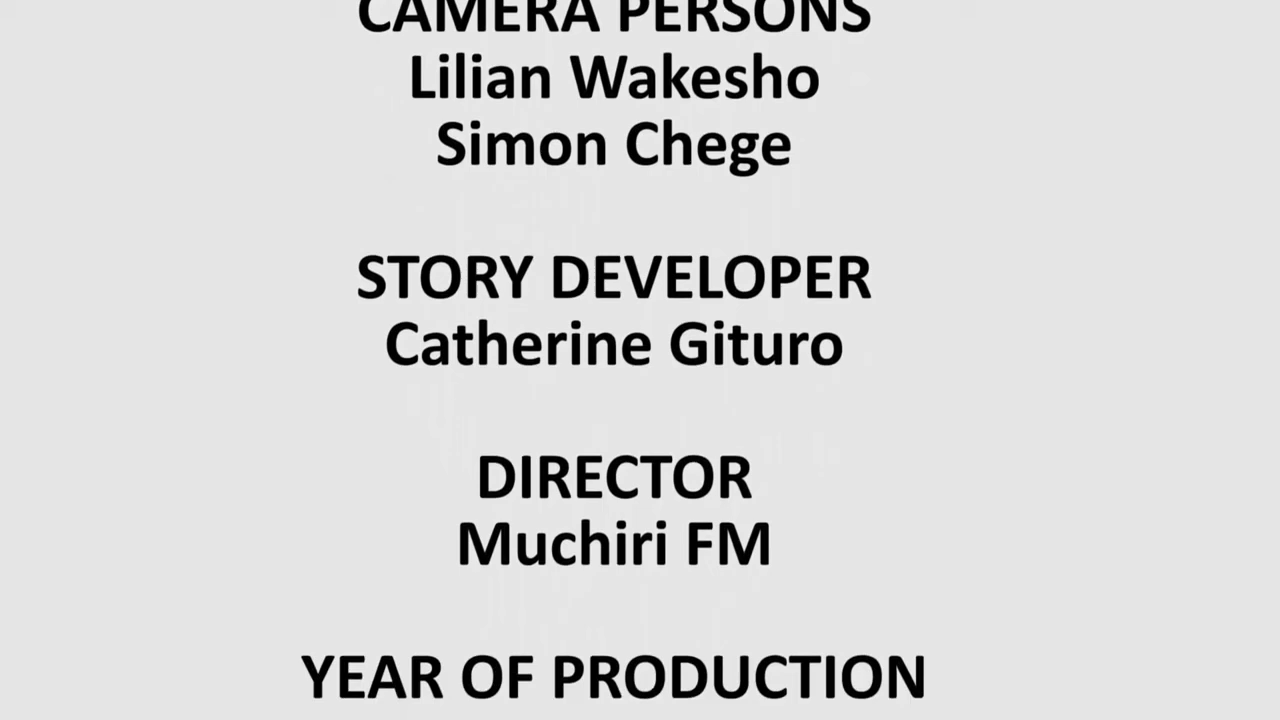 CAMERA PERSONS
Lilian Wakesho
Simon Chege
STORY DEVELOPER
Catherine Gituro
DIRECTOR
Muchiri FM
YEAR OF PRODUCTION